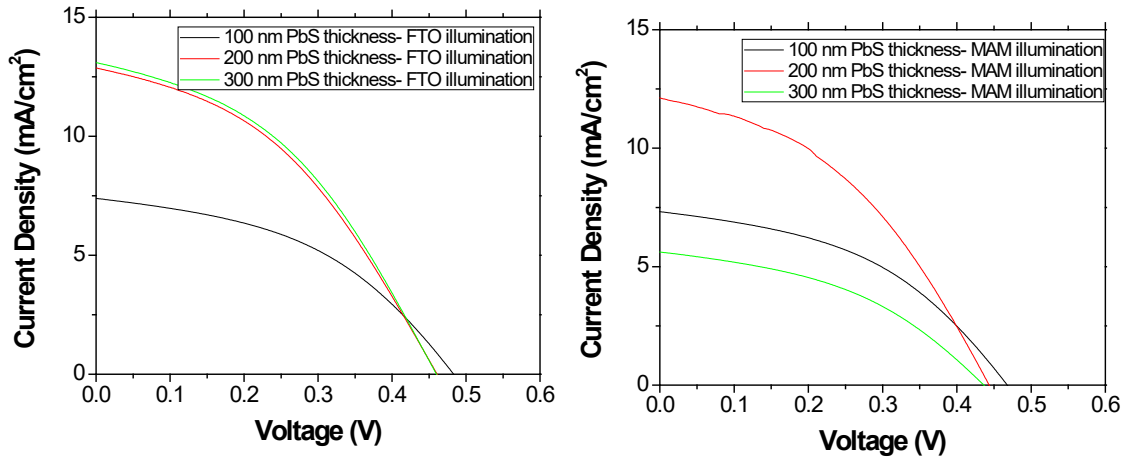 15
10
5
0
0.0 0.1 0.2 0.3 0.4 0.5 0.6
Current Density (mA/cm²)
Voltage (V)
100 nm PbS thickness- FTO illumination
200 nm PbS thickness- FTO illumination
300 nm PbS thickness- FTO illumination
15
10
5
0
0.0 0.1 0.2 0.3 0.4 0.5 0.6
Current Density (mA/cm²)
Voltage (V)
100 nm PbS thickness- MAM illumination
200 nm PbS thickness- MAM illumination
300 nm PbS thickness- MAM illumination